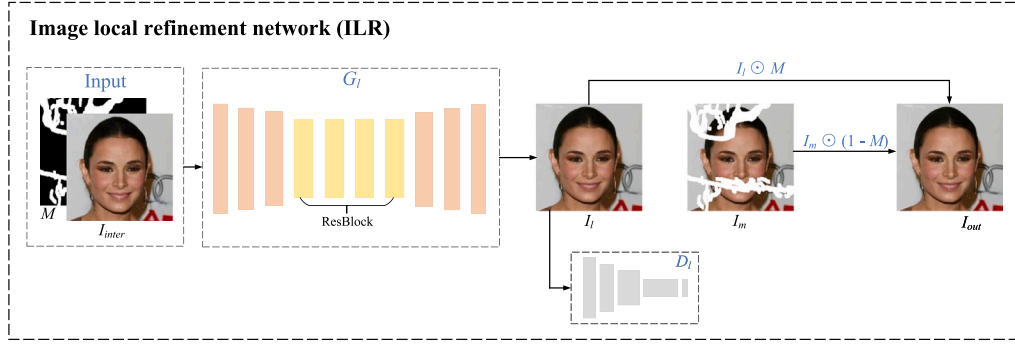 Image local refinement network (ILR)
Input
M
I_inter
G_l
ResBlock
I_l
D_l
I_l ⊙ M
I_m
I_m ⊙ (1 - M)
I_out